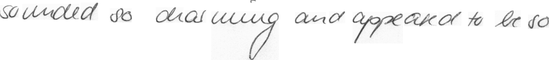 sounded so charming and appeared to be so